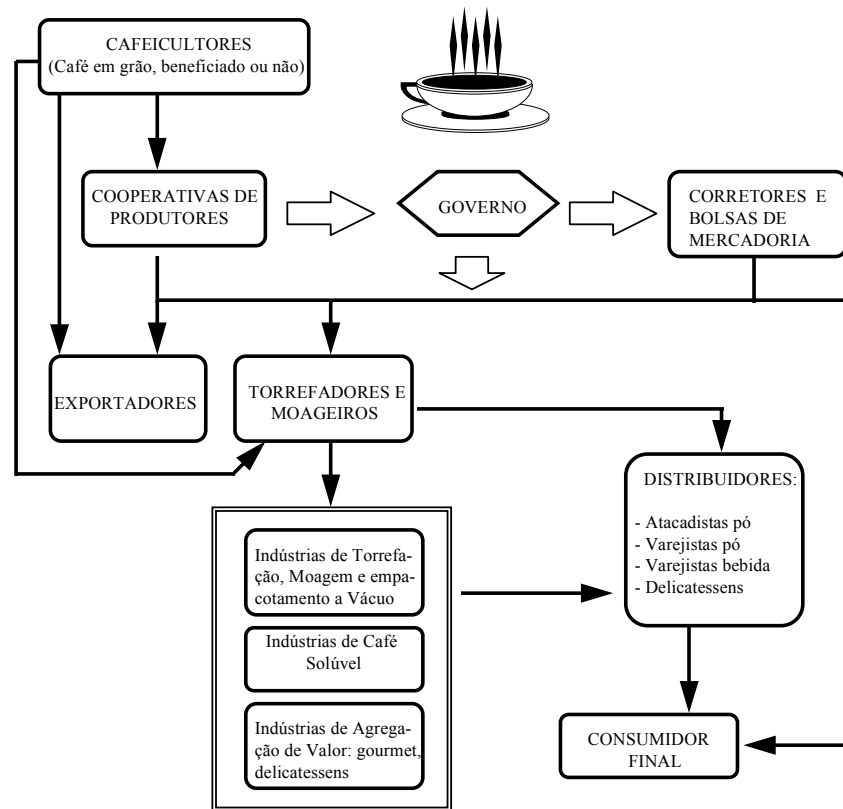 CAFEICULTORES
(Café em grão, beneficiado ou não)
COOPERATIVAS DE
PRODUTORES
GOVERNO
CORRETORES E
BOLSAS DE
MERCADORIA
EXPORTADORES
TORREFADORES E
MOAGEIROS
DISTRIBUIDORES:
- Atacadistas pó
- Varejistas pó
- Varejistas bebida
- Delicatessens
Indústrias de Torrefa-
ção, Moagem e empa-
cotamento a Vácuo
Indústrias de Café
Solúvel
Indústrias de Agrega-
ção de Valor: gourmet,
delicatessens
CONSUMIDOR
FINAL